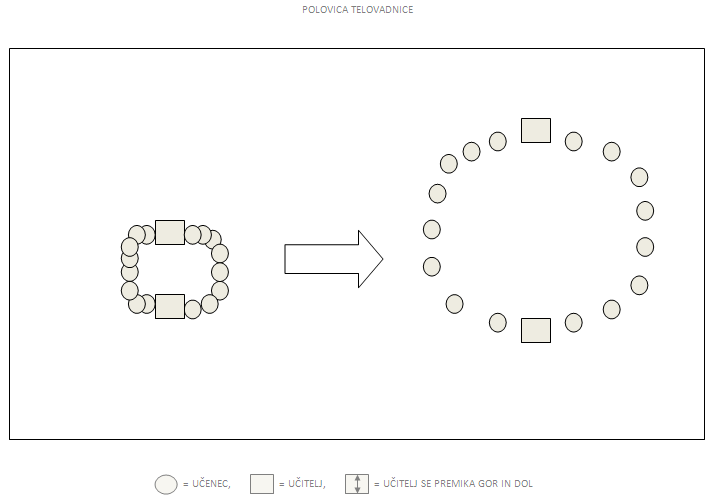 POLOVICA TELOVADNICE
= UČENEC, = UČITELJ, = UČITELJ SE PREMIKA GOR IN DOL